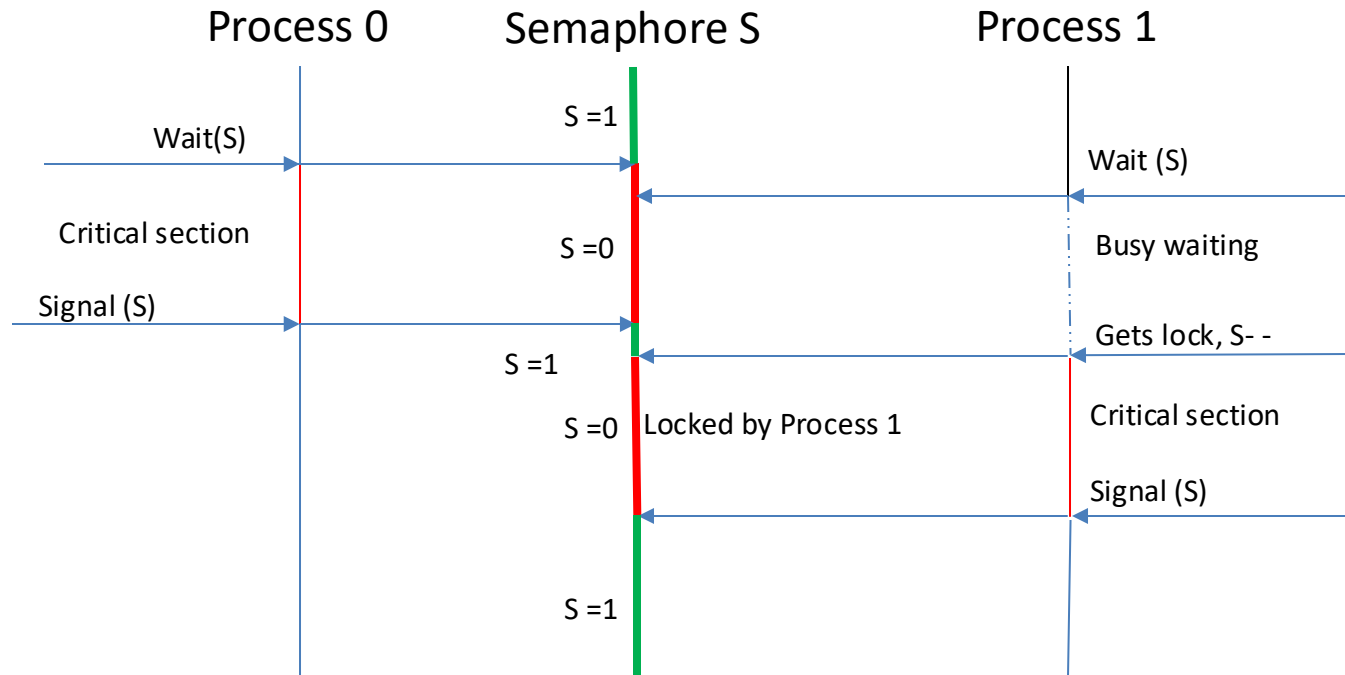 Process 0
Semaphore S
Process 1
S =1
Wait(S)
Wait (S)
Critical section
S =0
Busy waiting
Signal (S)
Gets lock, S- -
S =1
S =0
Locked by Process 1
Critical section
Signal (S)
S =1